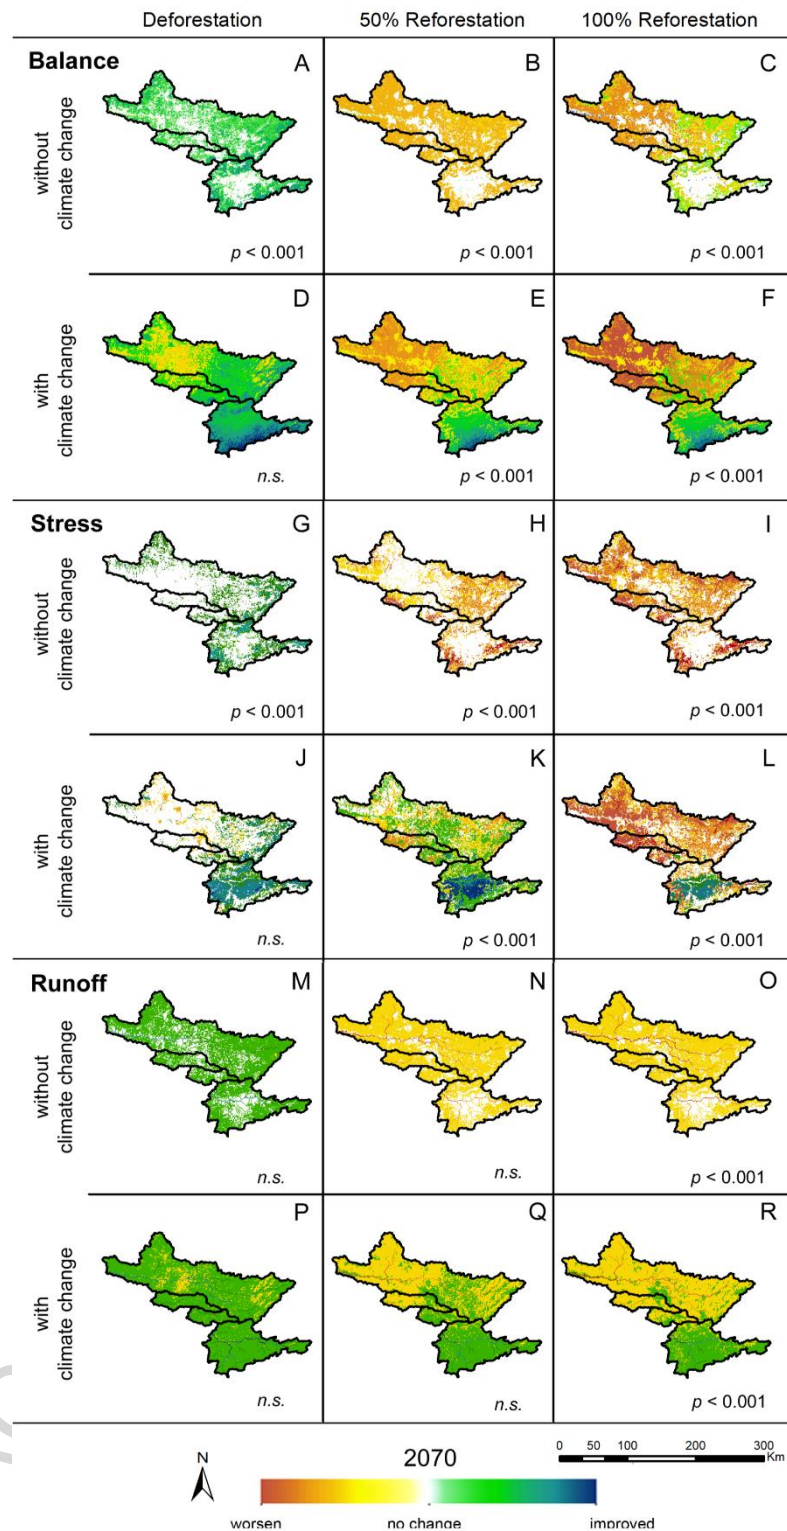 Deforestation 50% Reforestation 100% Reforestation
Balance A B C
without
climate change
p < 0.001 p < 0.001 p < 0.001
D E F
with
climate change
n.s. p < 0.001 p < 0.001
Stress G H I
without
climate change
p < 0.001 p < 0.001 p < 0.001
J K L
with
climate change
n.s. p < 0.001 p < 0.001
Runoff M N O
without
climate change
n.s. n.s. p < 0.001
P Q R
with
climate change
n.s. n.s. p < 0.001
N 2070 0 50 100 200 300
Km
worsen no change improved